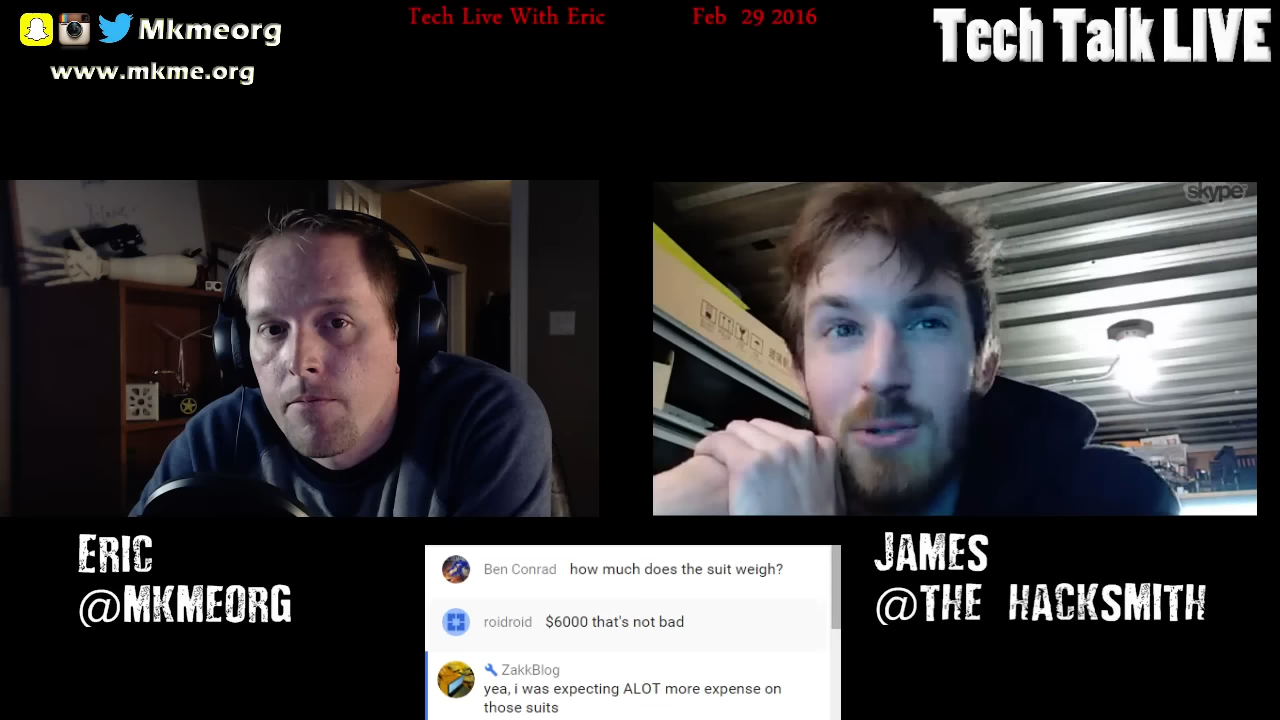 Mkmeorg
www.mkme.org
Tech Live With Eric Feb 29 2016
Tech Talk LIVE
skype
ERIC
@MKMEORG
JAMES
@THE HACKSMITH
Ben Conrad how much does the suit weigh?
roidroid $6000 that's not bad
ZakkBlog
yea, i was expecting ALOT more expense on
those suits